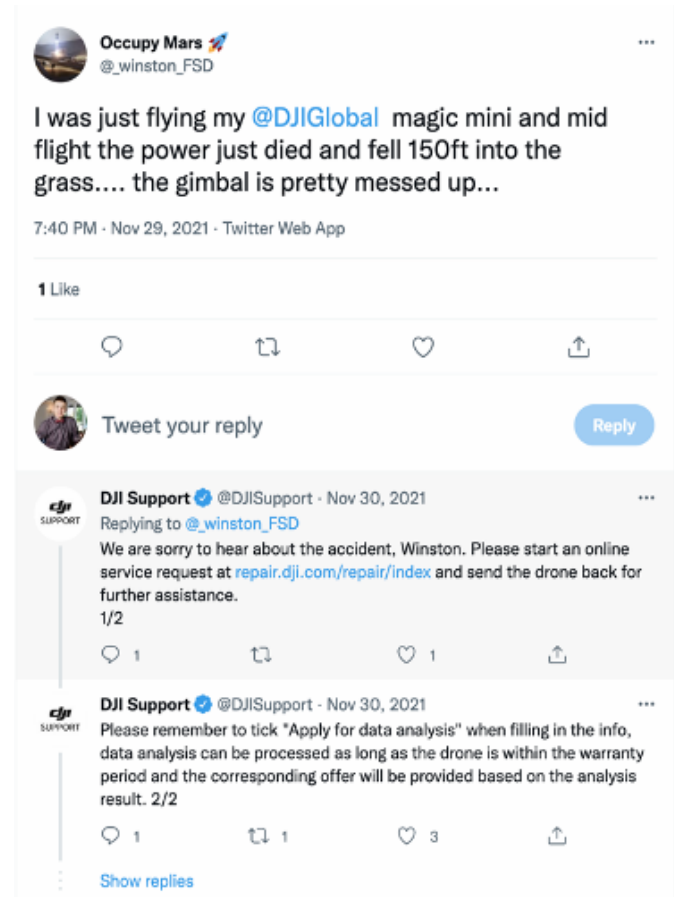 Occupy Mars 🚀
@_winston_FSD
I was just flying my @DJIGlobal magic mini and mid
flight the power just died and fell 150ft into the
grass.... the gimbal is pretty messed up...
7:40 PM · Nov 29, 2021 · Twitter Web App
1 Like
Tweet your reply
Reply
dji
SUPPORT
DJI Support @DJISupport · Nov 30, 2021
Replying to @_winston_FSD
We are sorry to hear about the accident, Winston. Please start an online
service request at repair.dji.com/repair/index and send the drone back for
further assistance.
1/2
1 1
dji
SUPPORT
DJI Support @DJISupport · Nov 30, 2021
Please remember to tick "Apply for data analysis" when filling in the info,
data analysis can be processed as long as the drone is within the warranty
period and the corresponding offer will be provided based on the analysis
result. 2/2
1 1 3
Show replies